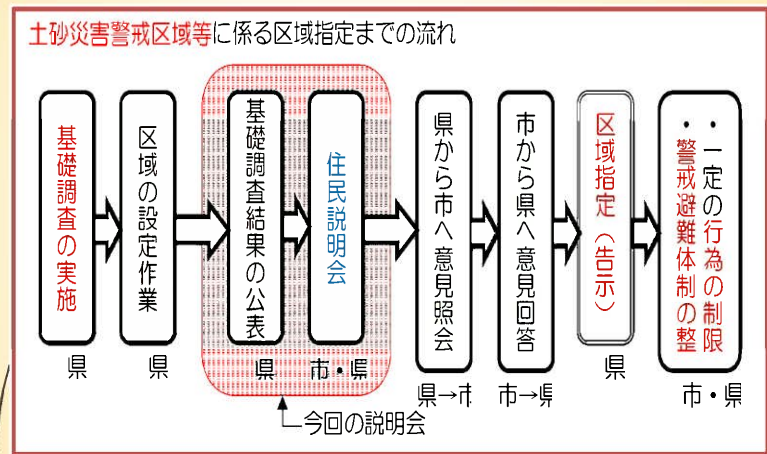 土砂災害警戒区域等に係る区域指定までの流れ
基礎調査の実施
県
区域の設定作業
県
基礎調査結果の公表
県
住民説明会
市・県
県から市へ意見照会
県→市
市から県へ意見回答
市→県
区域指定(告示)
県
・一定の行為の制限
・警戒避難体制の整
市・県
今回の説明会